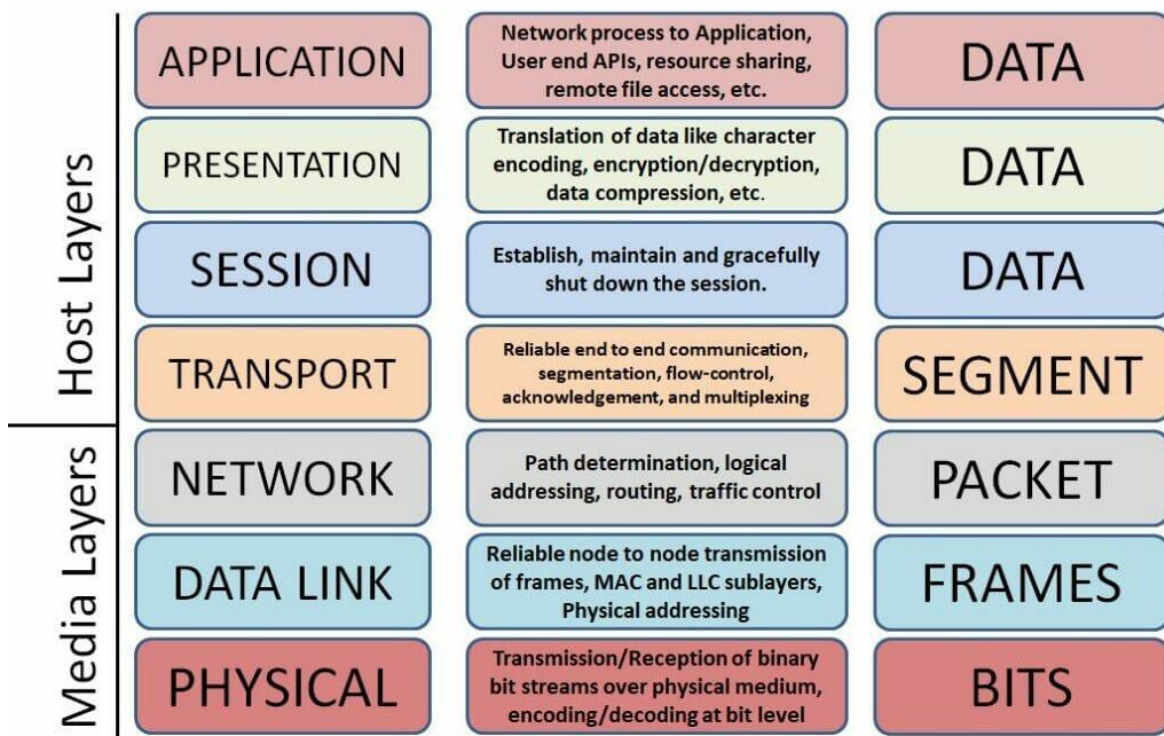 Host Layers
APPLICATION
Network process to Application,
User end APIs, resource sharing,
remote file access, etc.
DATA
PRESENTATION
Translation of data like character
encoding, encryption/decryption,
data compression, etc.
DATA
SESSION
Establish, maintain and gracefully
shut down the session.
DATA
TRANSPORT
Reliable end to end communication,
segmentation, flow-control,
acknowledgement, and multiplexing
SEGMENT
Media Layers
NETWORK
Path determination, logical
addressing, routing, traffic control
PACKET
DATA LINK
Reliable node to node transmission
of frames, MAC and LLC sublayers,
Physical addressing
FRAMES
PHYSICAL
Transmission/Reception of binary
bit streams over physical medium,
encoding/decoding at bit level
BITS